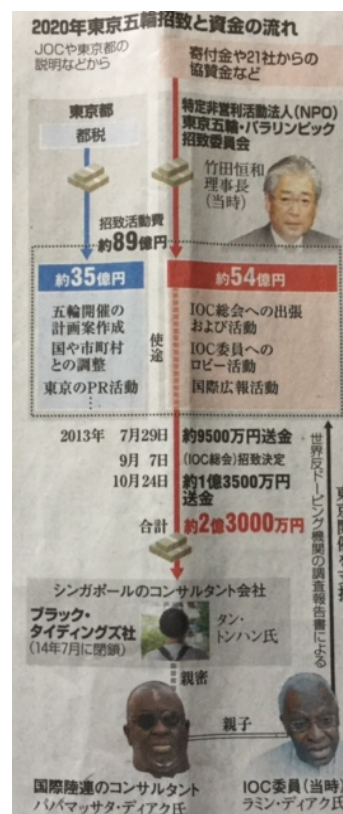 2020年東京五輪招致と資金の流れ
JOCや東京都の
説明などから
寄付金や21社からの
協賛金など
東京都
都税
特定非営利活動法人(NPO)
東京五輪・パラリンピック
招致委員会
竹田恒和
理事長
(当時)
招致活動費
約89億円
約35億円
五輪開催の
計画案作成
国や市町村
との調整
東京のPR活動
使途
約54億円
IOC総会への出張
および活動
IOC委員への
ロビー活動
国際広報活動
2013年 7月29日 約9500万円送金
9月 7日 (IOC総会)招致決定
10月24日 約1億3500万円
送金
合計 約2億3000万円
世界反ドーピング機関の調査報告書による
東京開催を支
シンガポールのコンサルタント会社
ブラック・
タイディングズ社
(14年7月に閉鎖)
タン・
トンハン氏
親密
親子
国際陸連のコンサルタント
パパマッサタ・ディアク氏
IOC委員(当時)
ラミン・ディアク氏